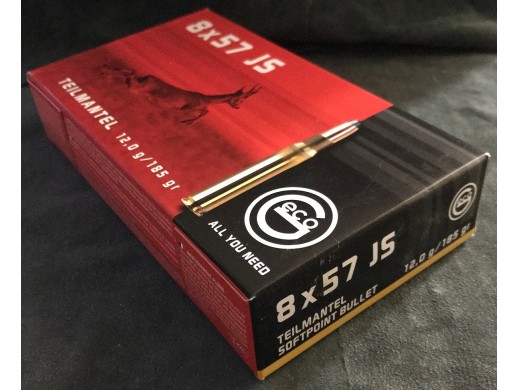 8x57 JS
TEILMANTEL 12,0 g/185 gr
Geco
ALL YOU NEED
8x57 JS
TEILMANTEL
SOFTPOINT BULLET
12,0 g/185 gr
Geco